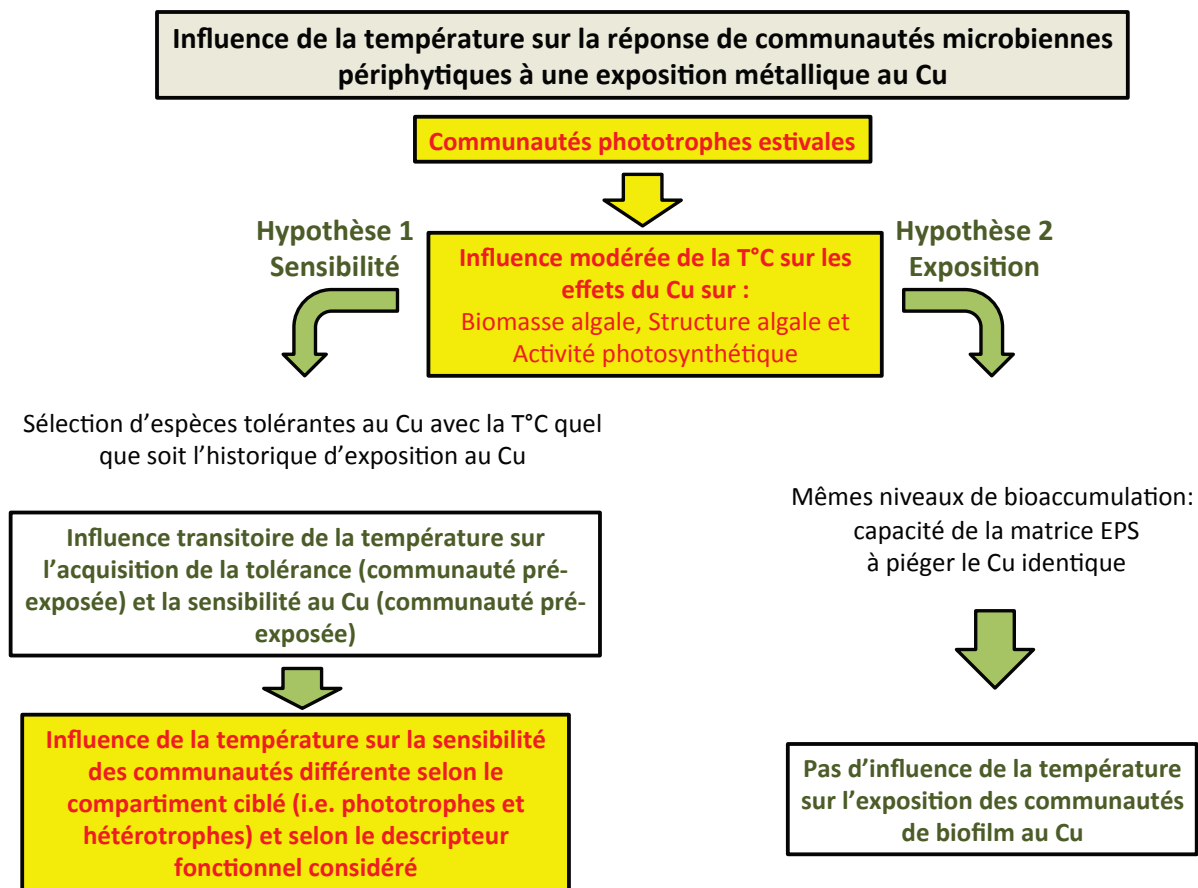 Influence de la température sur la réponse de communautés microbiennes
périphytiques à une exposition métallique au Cu
Communautés phototrophes estivales
Hypothèse 1
Sensibilité
Influence modérée de la T°C sur les
effets du Cu sur :
Biomasse algale, Structure algale et
Activité photosynthétique
Hypothèse 2
Exposition
Sélection d'espèces tolérantes au Cu avec la T°C quel
que soit l'historique d'exposition au Cu
Influence transitoire de la température sur
l'acquisition de la tolérance (communauté pré-
exposée) et la sensibilité au Cu (communauté pré-
exposée)
Influence de la température sur la sensibilité
des communautés différente selon le
compartiment ciblé (i.e. phototrophes et
hétérotrophes) et selon le descripteur
fonctionnel considéré
Mêmes niveaux de bioaccumulation:
capacité de la matrice EPS
à piéger le Cu identique
Pas d'influence de la température
sur l'exposition des communautés
de biofilm au Cu